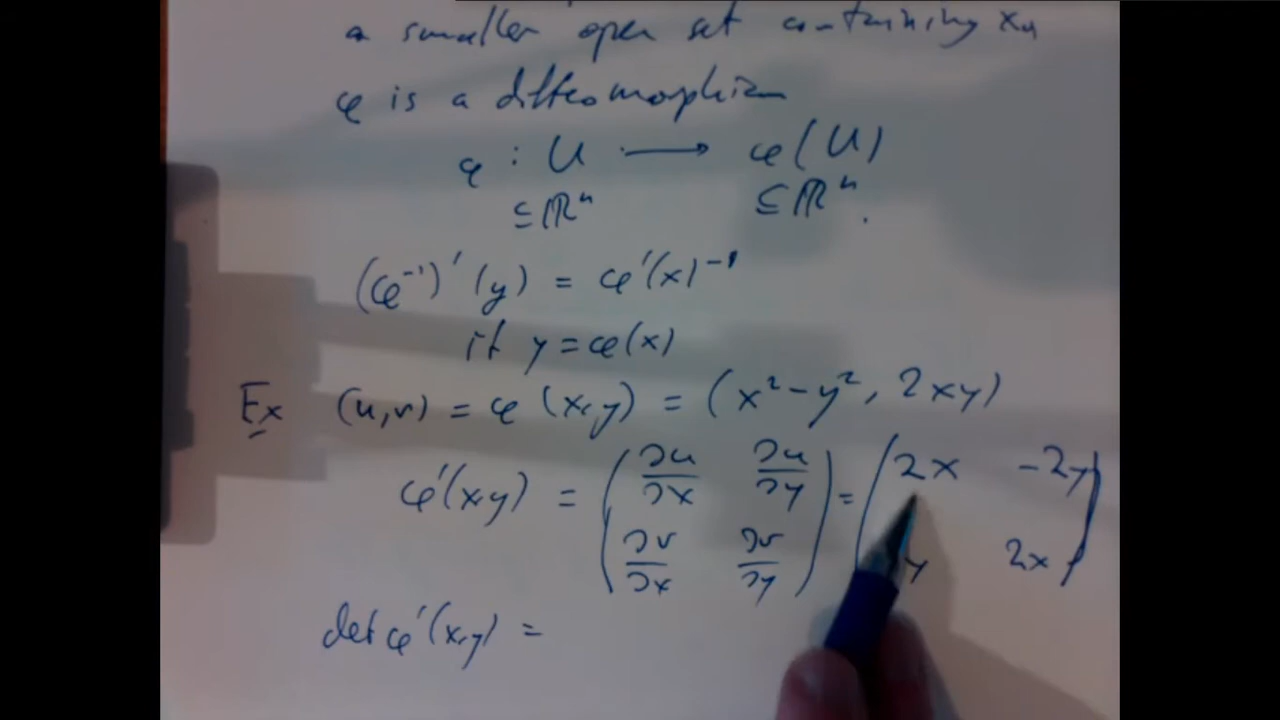 a smaller open set containing x₀
φ is a diffeomorphism
φ : U ⟶ φ(U)
⊆ℝⁿ ⊆ℝⁿ.
(φ⁻¹)'(y) = φ'(x)⁻¹
if y = φ(x)
Ex (u,v) = φ(x,y) = (x²-y², 2xy)
φ'(x,y) = (∂u/∂x ∂u/∂y ; ∂v/∂x ∂v/∂y) = (2x -2y ; y 2x)
det φ'(x,y) =